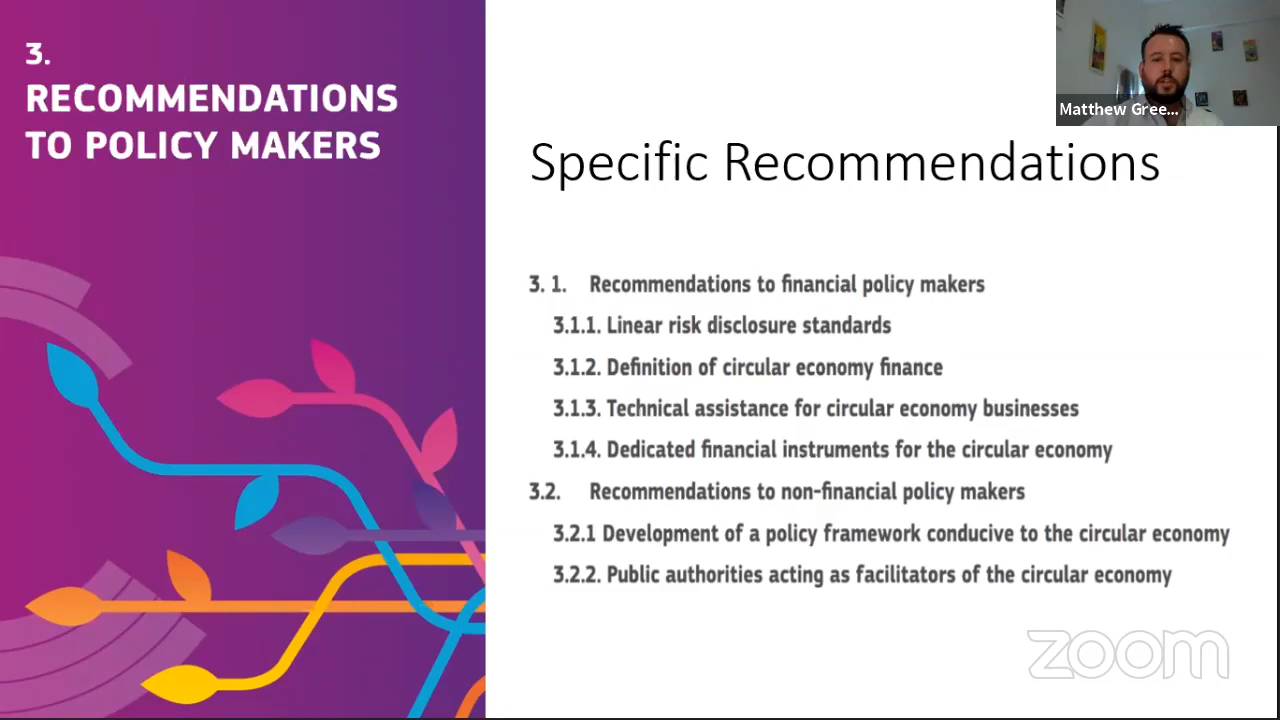 3.
RECOMMENDATIONS
TO POLICY MAKERS
Matthew Gree...
Specific Recommendations
3. 1. Recommendations to financial policy makers
3.1.1. Linear risk disclosure standards
3.1.2. Definition of circular economy finance
3.1.3. Technical assistance for circular economy businesses
3.1.4. Dedicated financial instruments for the circular economy
3.2. Recommendations to non-financial policy makers
3.2.1 Development of a policy framework conducive to the circular economy
3.2.2. Public authorities acting as facilitators of the circular economy
zoom